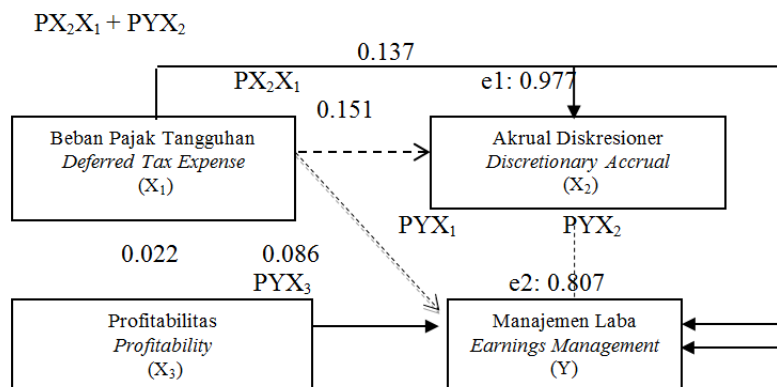 PX₂X₁ + PYX₂
0.137
PX₂X₁
e1: 0.977
0.151
Beban Pajak Tangguhan
Deferred Tax Expense
(X₁)
Akrual Diskresioner
Discretionary Accrual
(X₂)
PYX₁
PYX₂
0.022
0.086
PYX₃
e2: 0.807
Profitabilitas
Profitability
(X₃)
Manajemen Laba
Earnings Management
(Y)